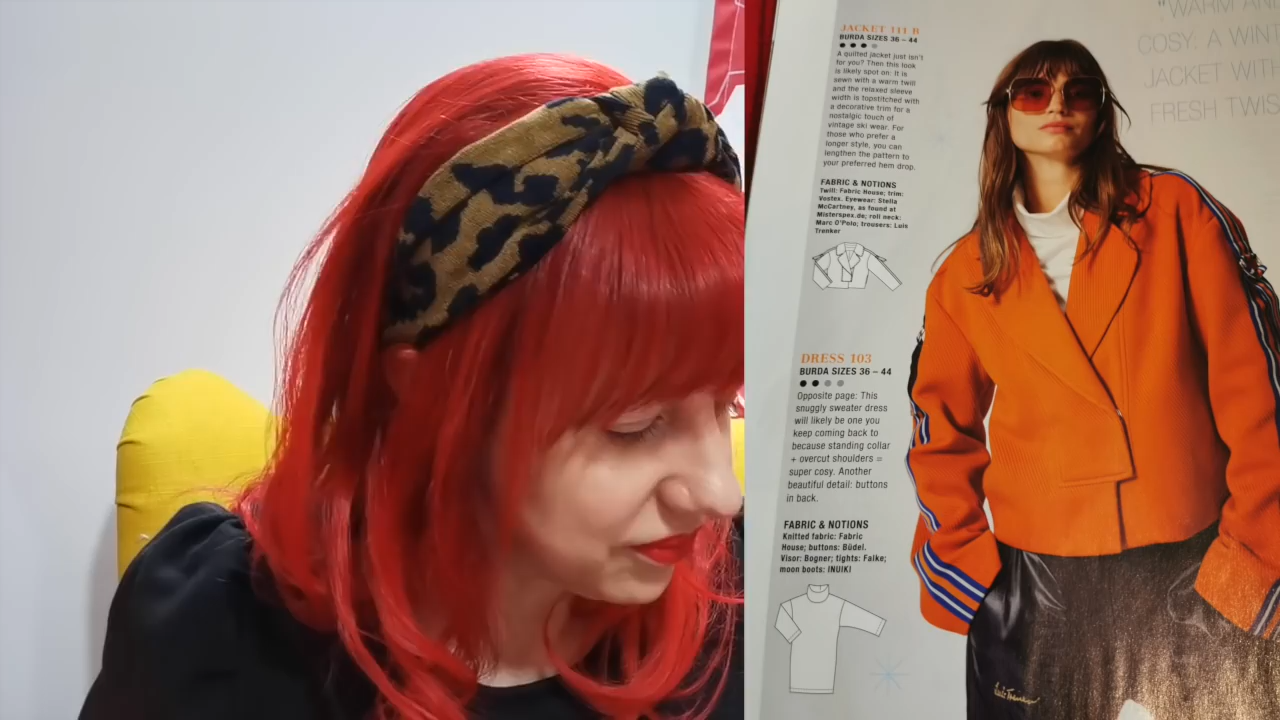 JACKET 111 B
BURDA SIZES 36 – 44
A quilted jacket just isn't
for you? Then this look
is likely spot on: It is
sewn with a warm twill
and the relaxed sleeve
width is topstitched with
a decorative trim for a
nostalgic touch of
vintage ski wear. For
those who prefer a
longer style, you can
lengthen the pattern to
your preferred hem drop.
FABRIC & NOTIONS
Twill: Fabric House; trim:
Vostex. Eyewear: Stella
McCartney, as found at
Misterspex.de; roll neck:
Marc O'Polo; trousers: Luis
Trenker
DRESS 103
BURDA SIZES 36 – 44
Opposite page: This
snuggly sweater dress
will likely be one you
keep coming back to
because standing collar
+ overcut shoulders =
super cosy. Another
beautiful detail: buttons
in back.
FABRIC & NOTIONS
Knitted fabric: Fabric
House; buttons: Büdel.
Visor: Bogner; tights: Falke;
moon boots: INUIKI
"WARM AN
COSY. A WINT
JACKET WITH
FRESH TWIS